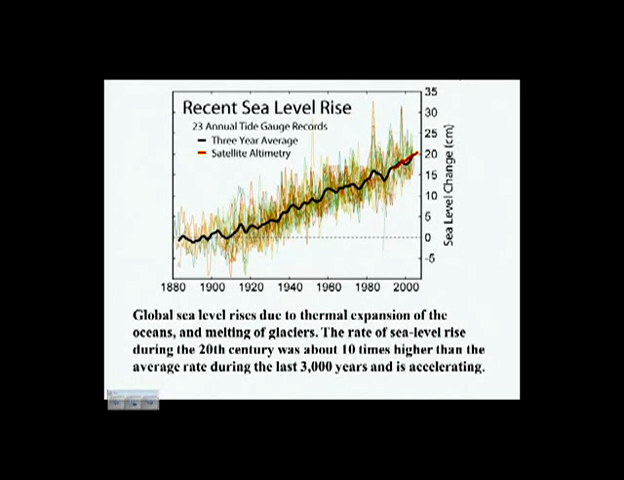 Recent Sea Level Rise
23 Annual Tide Gauge Records
Three Year Average
Satellite Altimetry
35
30
25
20
15
10
5
0
-5
Sea Level Change (cm)
1880 1900 1920 1940 1960 1980 2000
Global sea level rises due to thermal expansion of the
oceans, and melting of glaciers. The rate of sea-level rise
during the 20th century was about 10 times higher than the
average rate during the last 3,000 years and is accelerating.